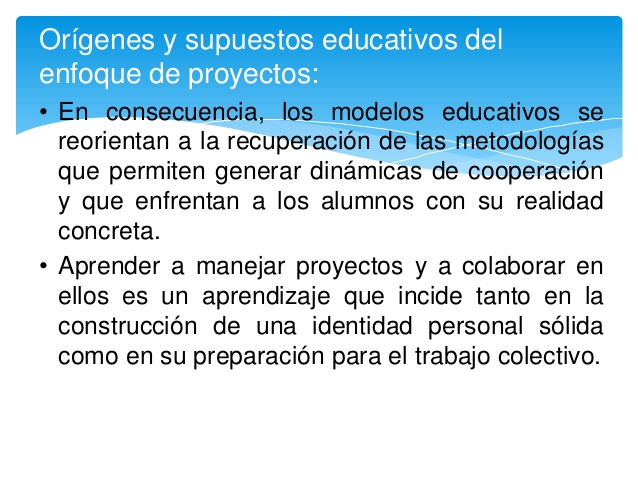 Orígenes y supuestos educativos del
enfoque de proyectos:
• En consecuencia, los modelos educativos se
reorientan a la recuperación de las metodologías
que permiten generar dinámicas de cooperación
y que enfrentan a los alumnos con su realidad
concreta.
• Aprender a manejar proyectos y a colaborar en
ellos es un aprendizaje que incide tanto en la
construcción de una identidad personal sólida
como en su preparación para el trabajo colectivo.